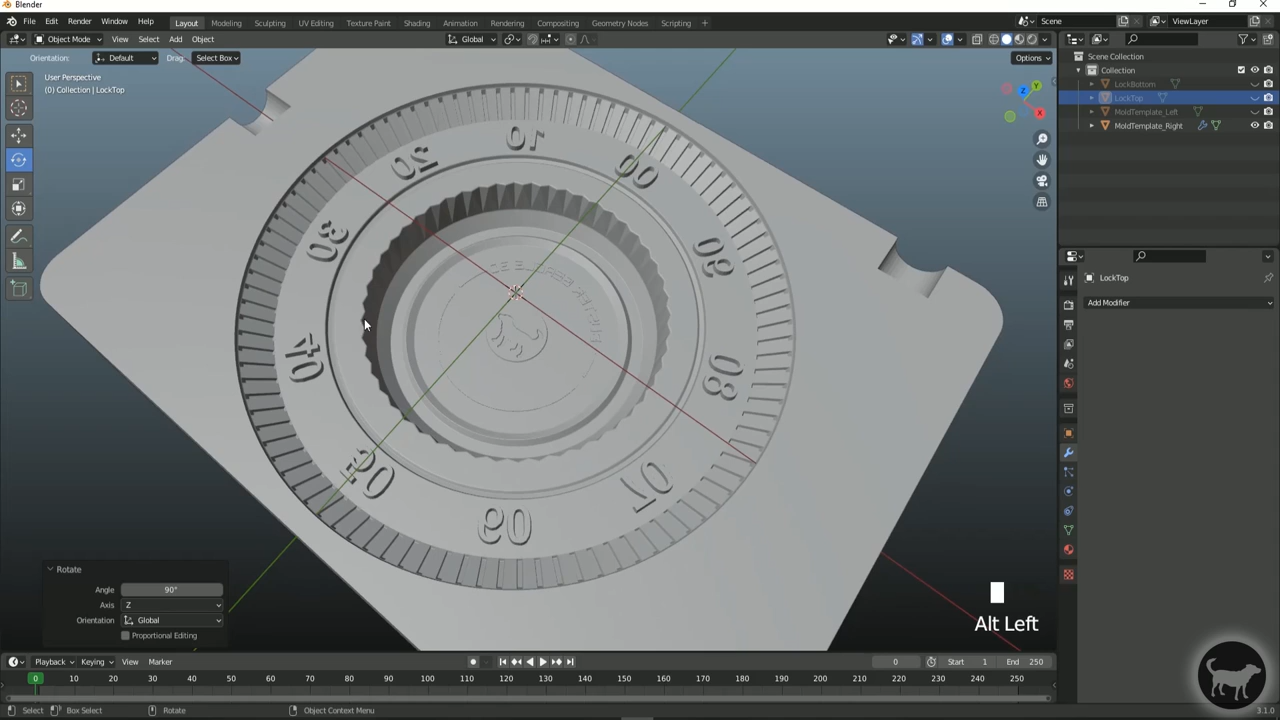 Blender
File Edit Render Window Help Layout Modeling Sculpting UV Editing Texture Paint Shading Animation Rendering Compositing Geometry Nodes Scripting + Scene ViewLayer
Object Mode View Select Add Object Global
Orientation: Default Drag: Select Box Options
User Perspective
(0) Collection | LockTop
Scene Collection
Collection
LockBottom
LockTop
MoldTemplate_Left
MoldTemplate_Right
Z
Y
X
LockTop
Add Modifier
10
20
00
30
90
40
80
50
70
60
Rotate
Angle 90°
Axis Z
Orientation Global
Proportional Editing
Alt Left
Playback Keying View Marker 0 Start 1 End 250
0 10 20 30 40 50 60 70 80 90 100 110 120 130 140 150 160 170 180 190 200 210 220 230 240 250
Select Box Select Rotate Object Context Menu 3.1.0